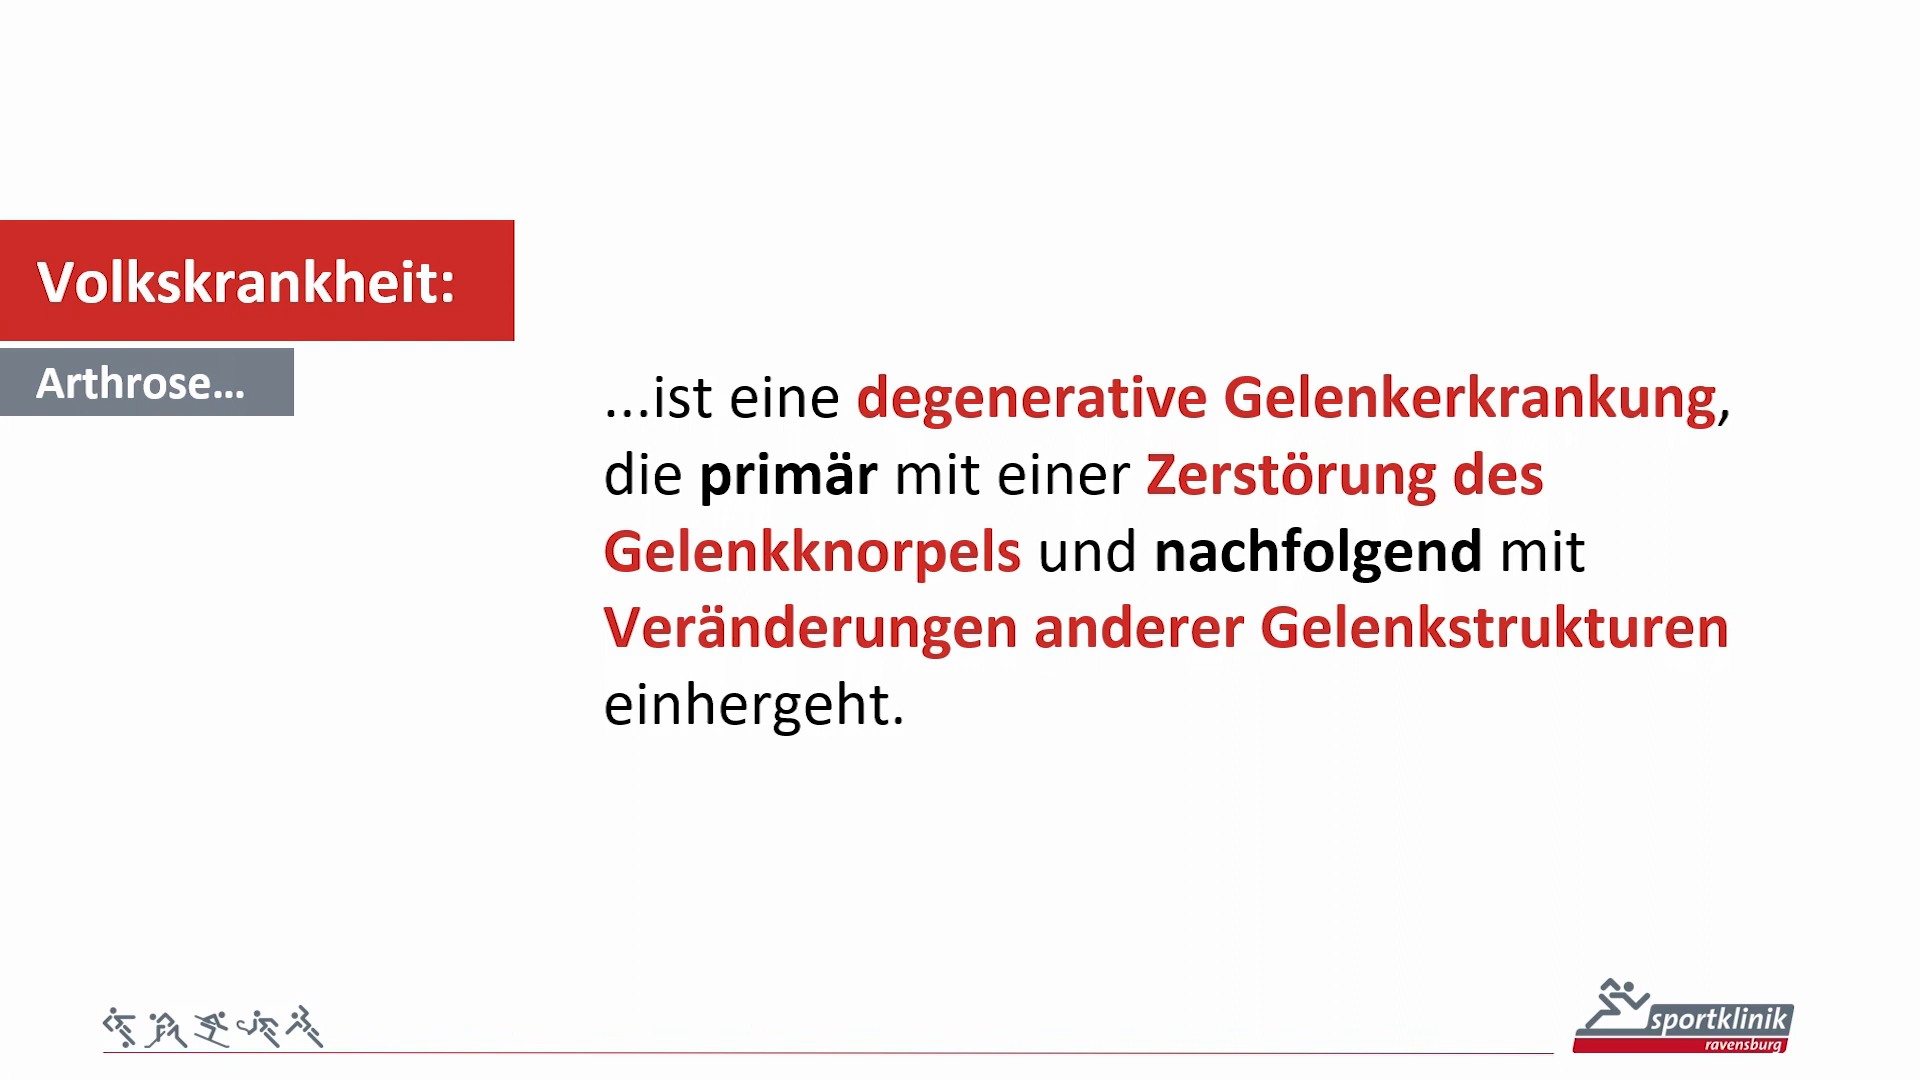 Volkskrankheit:
Arthrose...
...ist eine degenerative Gelenkerkrankung,
die primär mit einer Zerstörung des
Gelenkknorpels und nachfolgend mit
Veränderungen anderer Gelenkstrukturen
einhergeht.
sportklinik
ravensburg